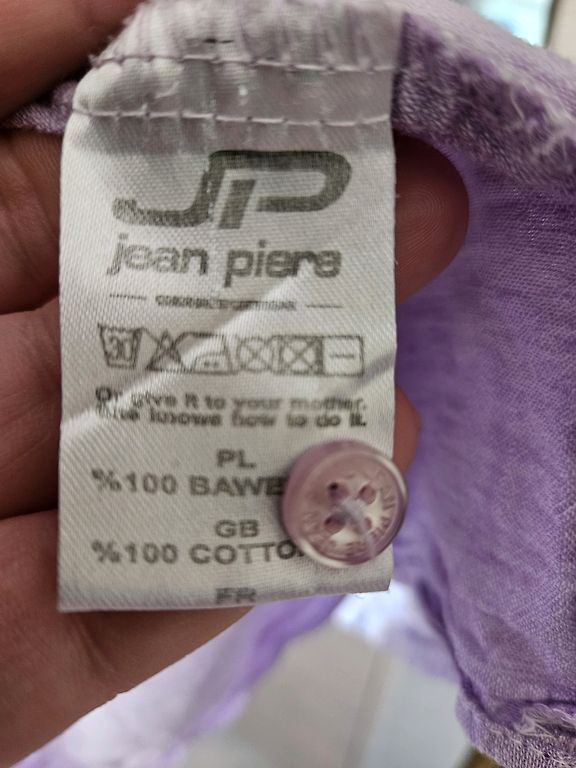 JP
jean piere
30
Or give it to your mother.
She knows how to do it.
PL
%100 BAWE
GB
%100 COTTO
FR